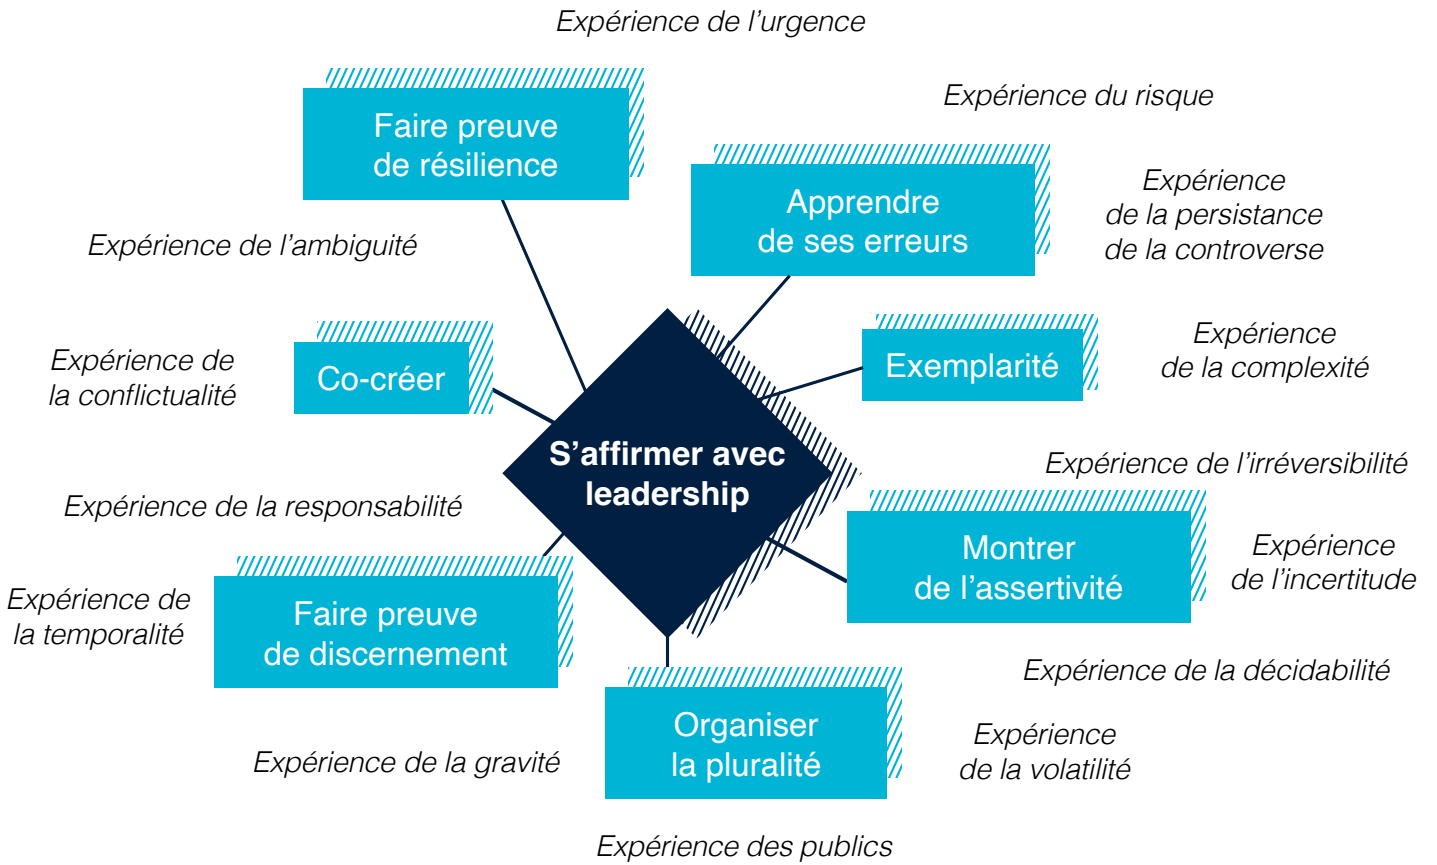 Expérience de l’urgence
Expérience du risque
Faire preuve
de résilience
Apprendre
de ses erreurs
Expérience
de la persistance
de la controverse
Expérience de l’ambiguité
Expérience
de la complexité
Exemplarité
Co-créer
Expérience de
la conflictualité
S’affirmer avec
leadership
Expérience de l’irréversibilité
Expérience de la responsabilité
Montrer
de l’assertivité
Expérience
de l’incertitude
Expérience de
la temporalité
Faire preuve
de discernement
Expérience de la décidabilité
Organiser
la pluralité
Expérience
de la volatilité
Expérience de la gravité
Expérience des publics